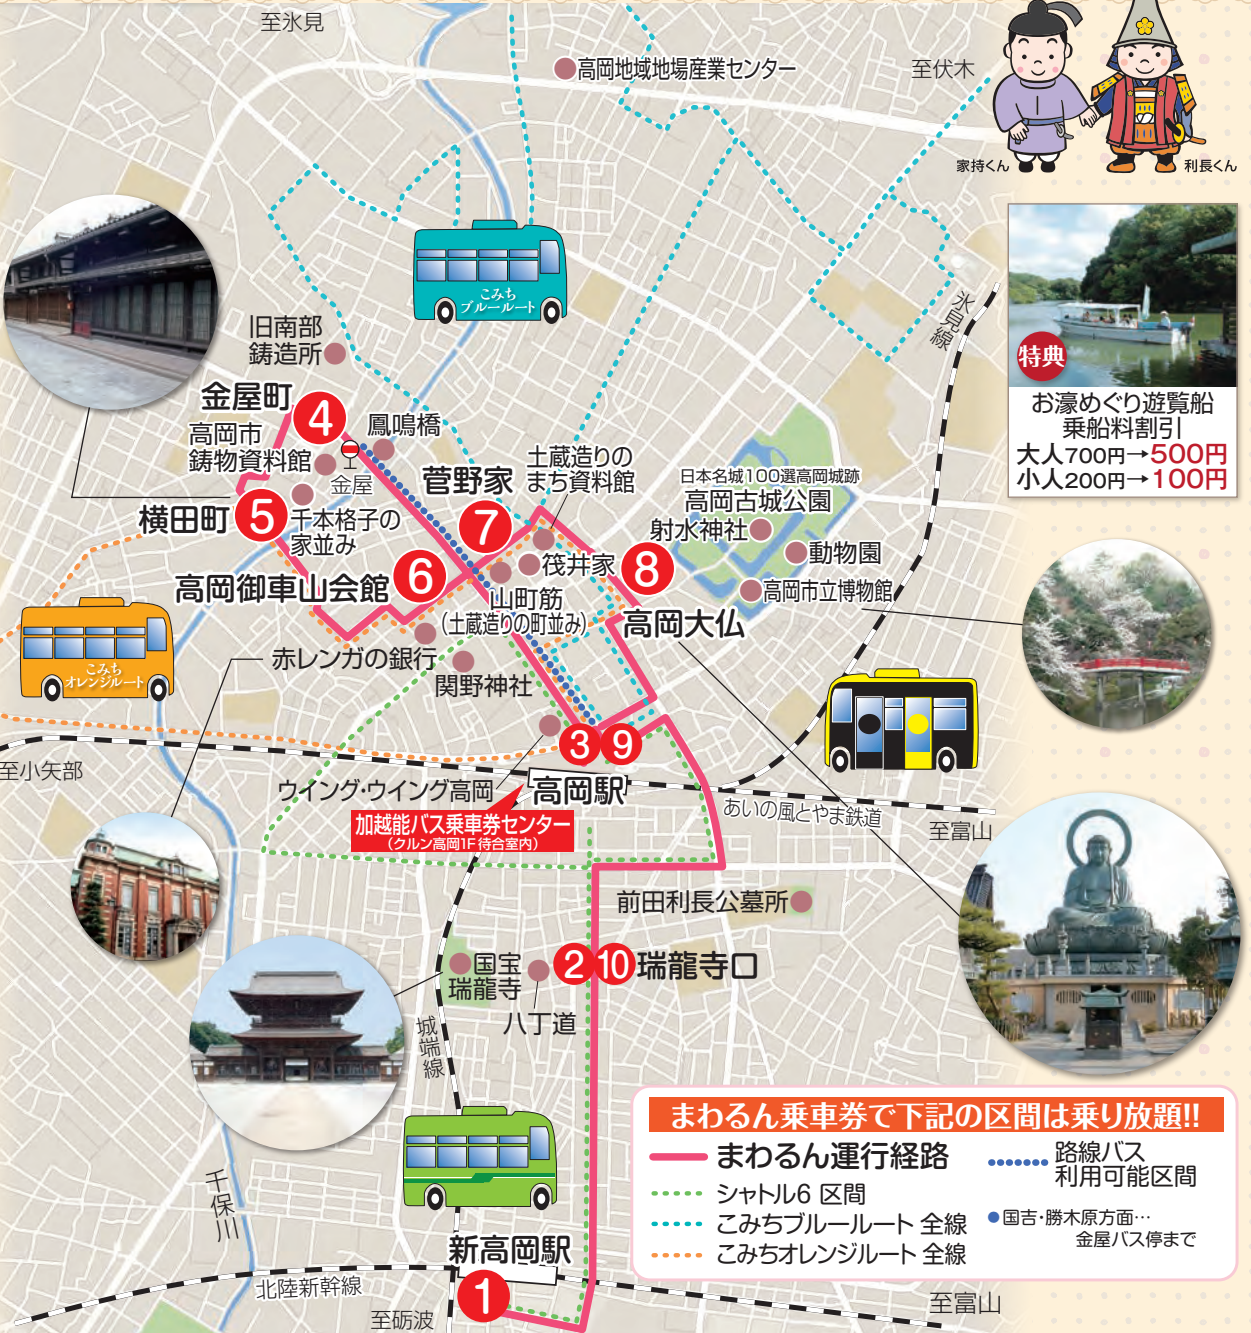 至氷見
高岡地域地場産業センター
至伏木
家持くん
利長くん
こみち
ブルールート
氷見線
特典
お濠めぐり遊覧船
乗船料割引
大人700円→500円
小人200円→100円
旧南部
鋳造所
金屋町
4
鳳鳴橋
高岡市
鋳物資料館
金屋
菅野家
7
土蔵造りの
まち資料館
日本名城100選高岡城跡
高岡古城公園
射水神社
動物園
高岡市立博物館
横田町
5
千本格子の
家並み
筏井家
8
高岡大仏
高岡御車山会館
6
山町筋
(土蔵造りの町並み)
こみち
オレンジルート
赤レンガの銀行
関野神社
3
9
高岡駅
至小矢部
ウイング・ウイング高岡
加越能バス乗車券センター
(クルン高岡1F待合室内)
あいの風とやま鉄道
至富山
前田利長公墓所
国宝
瑞龍寺
八丁道
2
10
瑞龍寺口
城端線
千保川
新高岡駅
1
北陸新幹線
至砺波
至富山
まわるん乗車券で下記の区間は乗り放題!!
まわるん運行経路
シャトル6 区間
こみちブルールート 全線
こみちオレンジルート 全線
路線バス
利用可能区間
●国吉・勝木原方面…
金屋バス停まで